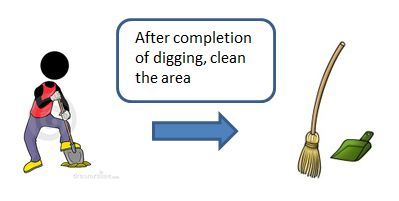 After completion
of digging, clean
the area